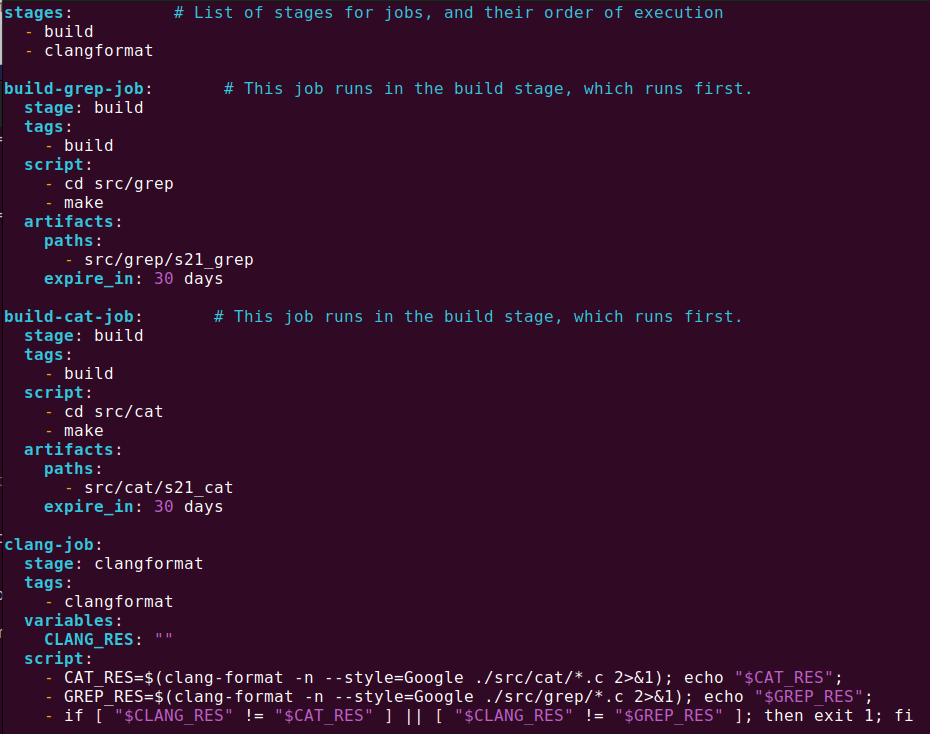 stages:          # List of stages for jobs, and their order of execution
  - build
  - clangformat

build-grep-job:       # This job runs in the build stage, which runs first.
  stage: build
  tags:
    - build
  script:
    - cd src/grep
    - make
  artifacts:
    paths:
      - src/grep/s21_grep
    expire_in: 30 days

build-cat-job:       # This job runs in the build stage, which runs first.
  stage: build
  tags:
    - build
  script:
    - cd src/cat
    - make
  artifacts:
    paths:
      - src/cat/s21_cat
    expire_in: 30 days

clang-job:
  stage: clangformat
  tags:
    - clangformat
  variables:
    CLANG_RES: ""
  script:
    - CAT_RES=$(clang-format -n --style=Google ./src/cat/*.c 2>&1); echo "$CAT_RES";
    - GREP_RES=$(clang-format -n --style=Google ./src/grep/*.c 2>&1); echo "$GREP_RES";
    - if [ "$CLANG_RES" != "$CAT_RES" ] || [ "$CLANG_RES" != "$GREP_RES" ]; then exit 1; fi